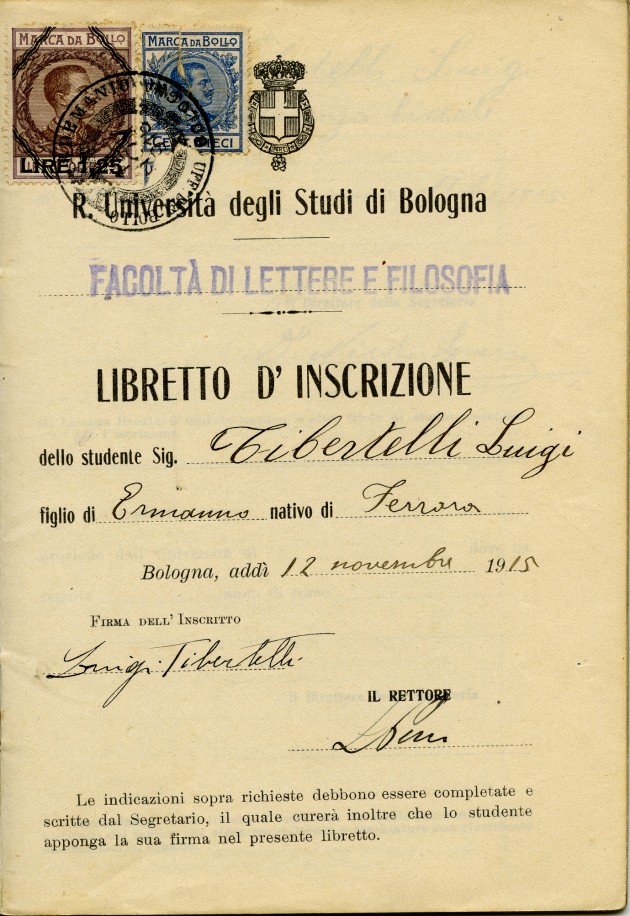 MARCA DA BOLLO
MARCA DA BOLLO
LIRE 1,25
R. Università degli Studi di Bologna
FACOLTÀ DI LETTERE E FILOSOFIA
LIBRETTO D' INSCRIZIONE
dello studente Sig. Tibertelli Luigi
figlio di Ermanno nativo di Ferrara
Bologna, addì 12 novembre 1915
FIRMA DELL' INSCRITTO
Luigi Tibertelli
IL RETTORE
Le indicazioni sopra richieste debbono essere completate e
scritte dal Segretario, il quale curerà inoltre che lo studente
apponga la sua firma nel presente libretto.